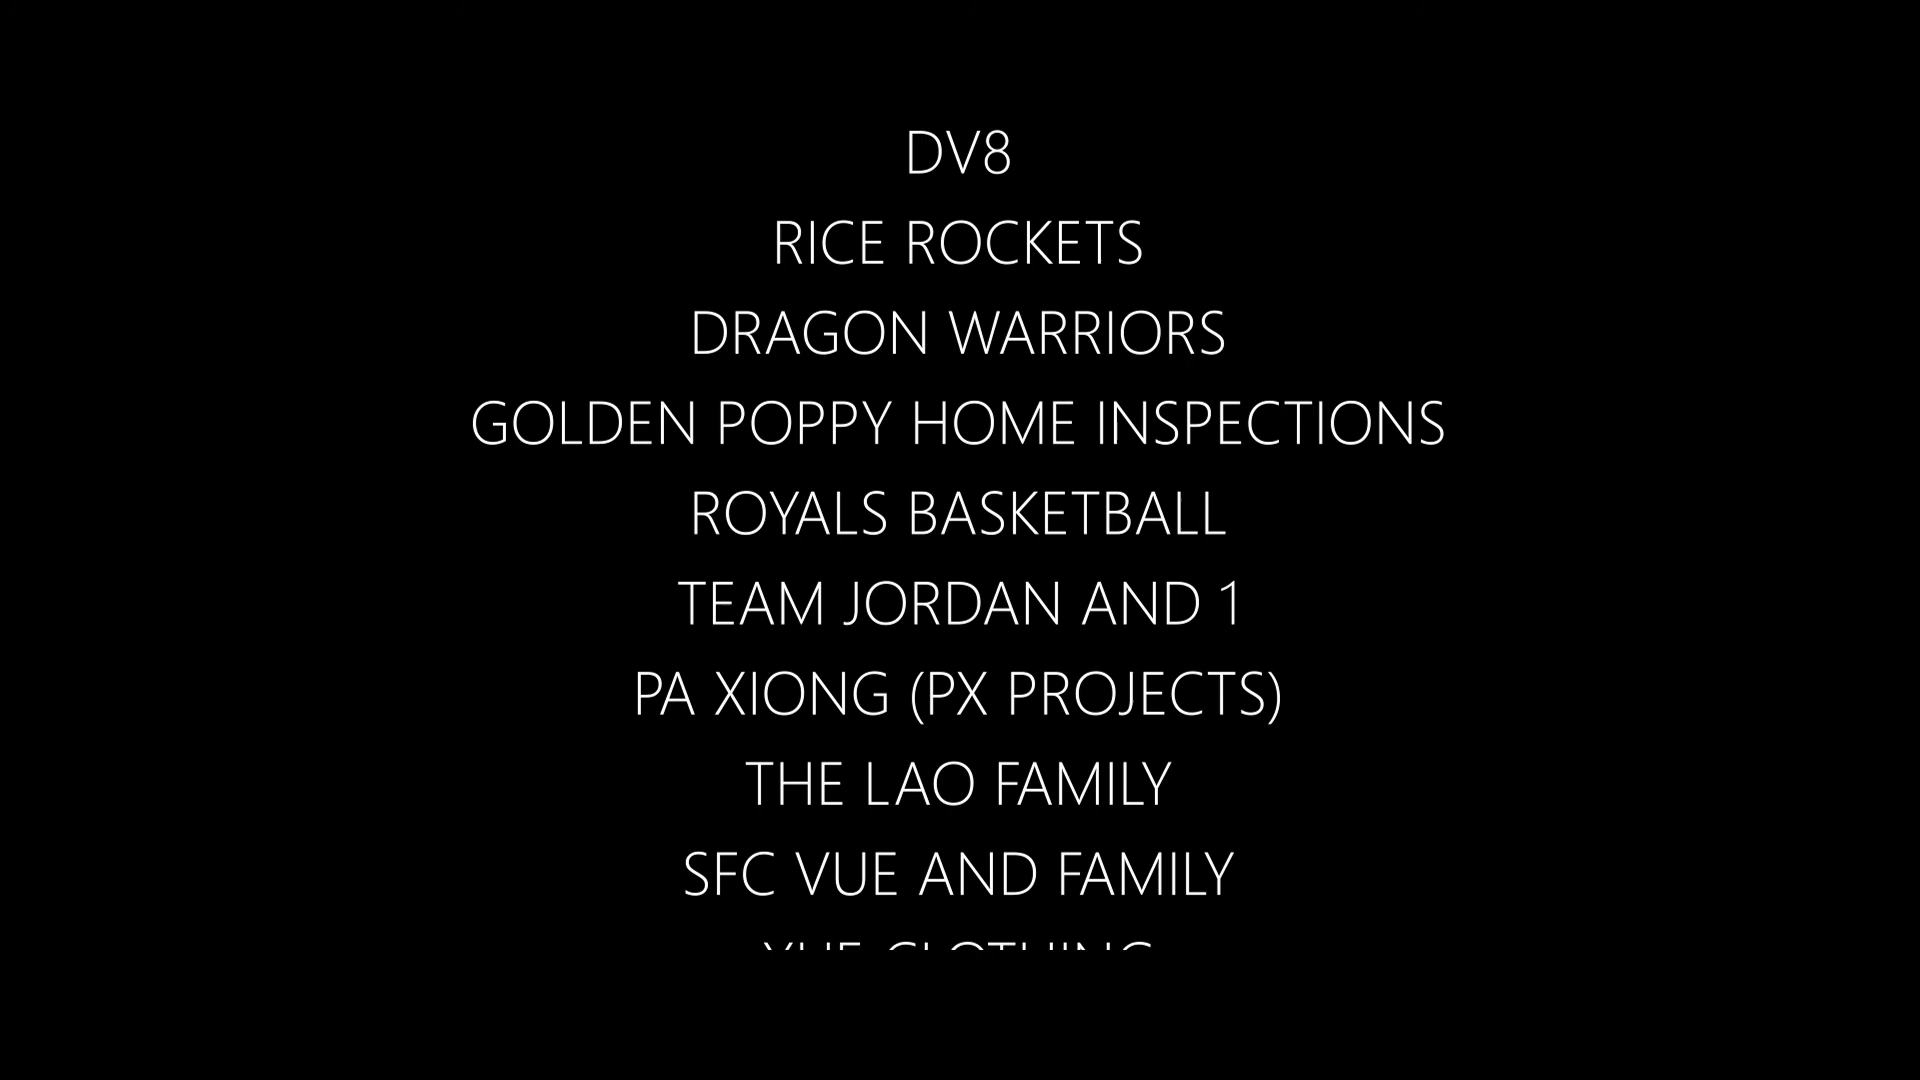 DV8
RICE ROCKETS
DRAGON WARRIORS
GOLDEN POPPY HOME INSPECTIONS
ROYALS BASKETBALL
TEAM JORDAN AND 1
PA XIONG (PX PROJECTS)
THE LAO FAMILY
SFC VUE AND FAMILY
CLOTHING